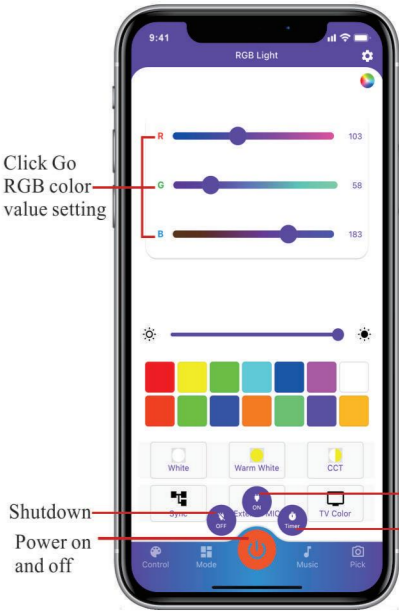 9:41
RGB Light
R 103
Click Go
RGB color
value setting
G 58
B 183
White Warm White CCT
ON
Sync TV Color
Shutdown
OFF
Timer
Power on
and off
Control Mode Music Pick